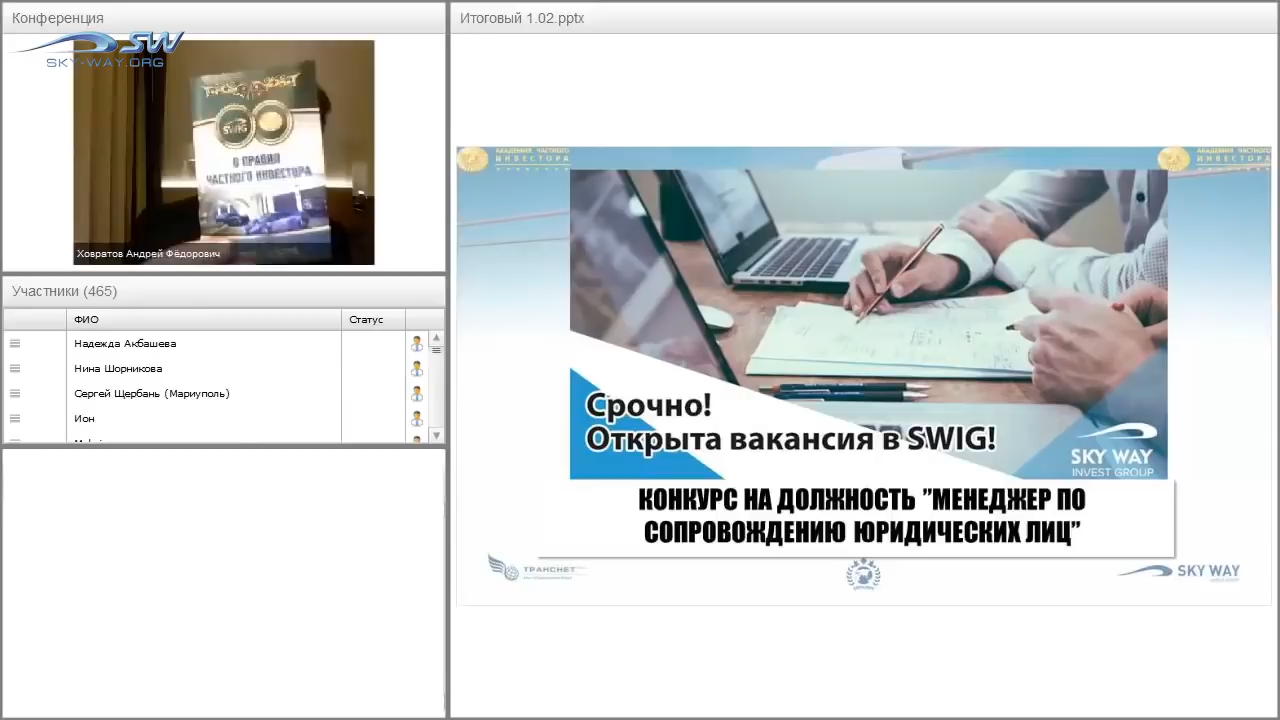 Конференция
SW
SKY-WAY.ORG
SWIG
ПРАВИЛ
ЧАСТНОГО ИНВЕСТОРА
Ховратов Андрей Фёдорович
Участники (465)
ФИО
Статус
Надежда Акбашева
Нина Шорникова
Сергей Щербань (Мариуполь)
Ион
Итоговый 1.02.pptx
АКАДЕМИЯ ЧАСТНОГО
ИНВЕСТОРА
АКАДЕМИЯ ЧАСТНОГО
ИНВЕСТОРА
Срочно!
Открыта вакансия в SWIG!
SKY WAY
INVEST GROUP
КОНКУРС НА ДОЛЖНОСТЬ ”МЕНЕДЖЕР ПО
СОПРОВОЖДЕНИЮ ЮРИДИЧЕСКИХ ЛИЦ”
ТРАНСНЕТ
SKY WAY